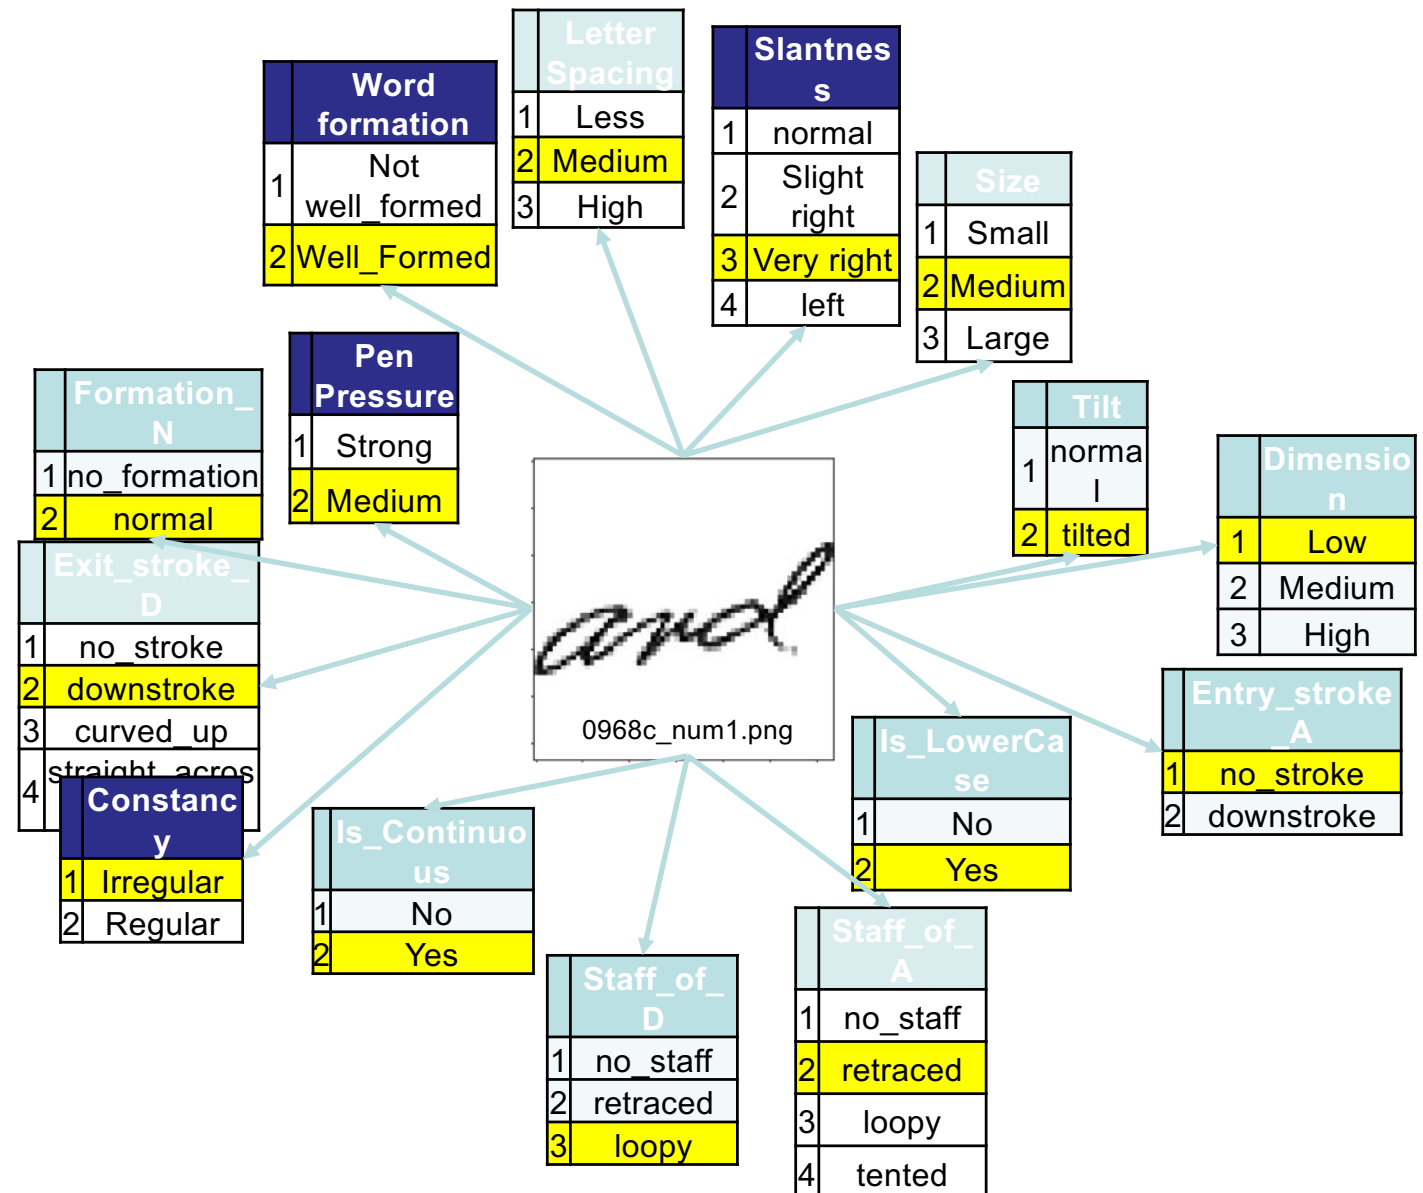 Letter
Spacing
1 Less
2 Medium
3 High
Slantnes
s
1 normal
2 Slight
right
3 Very right
4 left
Word
formation
1 Not
well_formed
2 Well_Formed
Size
1 Small
2 Medium
3 Large
Pen
Pressure
1 Strong
2 Medium
Formation_
N
1 no_formation
2 normal
Tilt
1 norma
l
2 tilted
Dimensio
n
1 Low
2 Medium
3 High
Exit_stroke_
D
1 no_stroke
2 downstroke
3 curved_up
4 straight_acros
and
0968c_num1.png
Entry_stroke
_A
1 no_stroke
2 downstroke
Is_LowerCa
se
1 No
2 Yes
Constanc
y
1 Irregular
2 Regular
Is_Continuo
us
1 No
2 Yes
Staff_of_
D
1 no_staff
2 retraced
3 loopy
Staff_of_
A
1 no_staff
2 retraced
3 loopy
4 tented